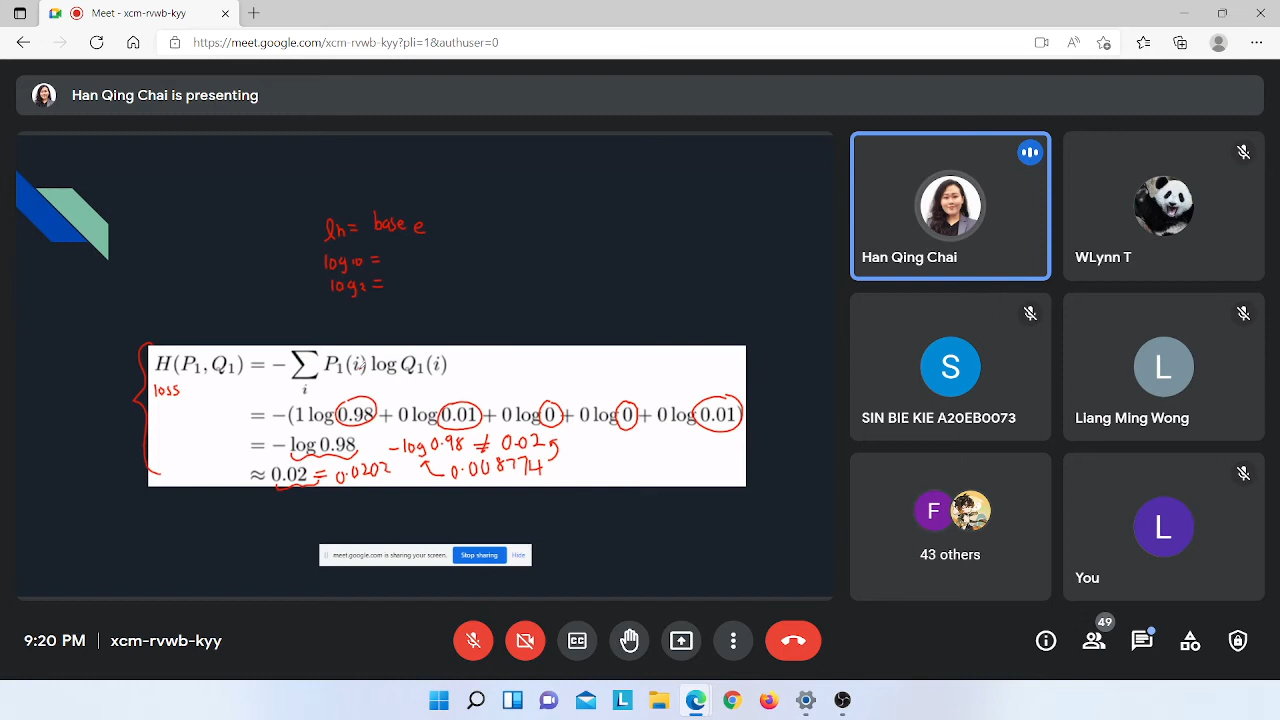 Meet - xcm-rvwb-kyy
https://meet.google.com/xcm-rvwb-kyy?pli=1&authuser=0
Han Qing Chai is presenting
ln = base e
log10 =
log2 =
H(P₁, Q₁) = − ∑ᵢ P₁(i) log Q₁(i)
loss
= −(1 log 0.98 + 0 log 0.01 + 0 log 0 + 0 log 0 + 0 log 0.01)
= − log 0.98 -log 0.98 ≠ 0.02
≈ 0.02 = 0.0202 0.008774
meet.google.com is sharing your screen. Stop sharing Hide
Han Qing Chai
WLynn T
S
SIN BIE KIE A20EB0073
L
Liang Ming Wong
F
43 others
L
You
9:20 PM | xcm-rvwb-kyy
CC
49
L